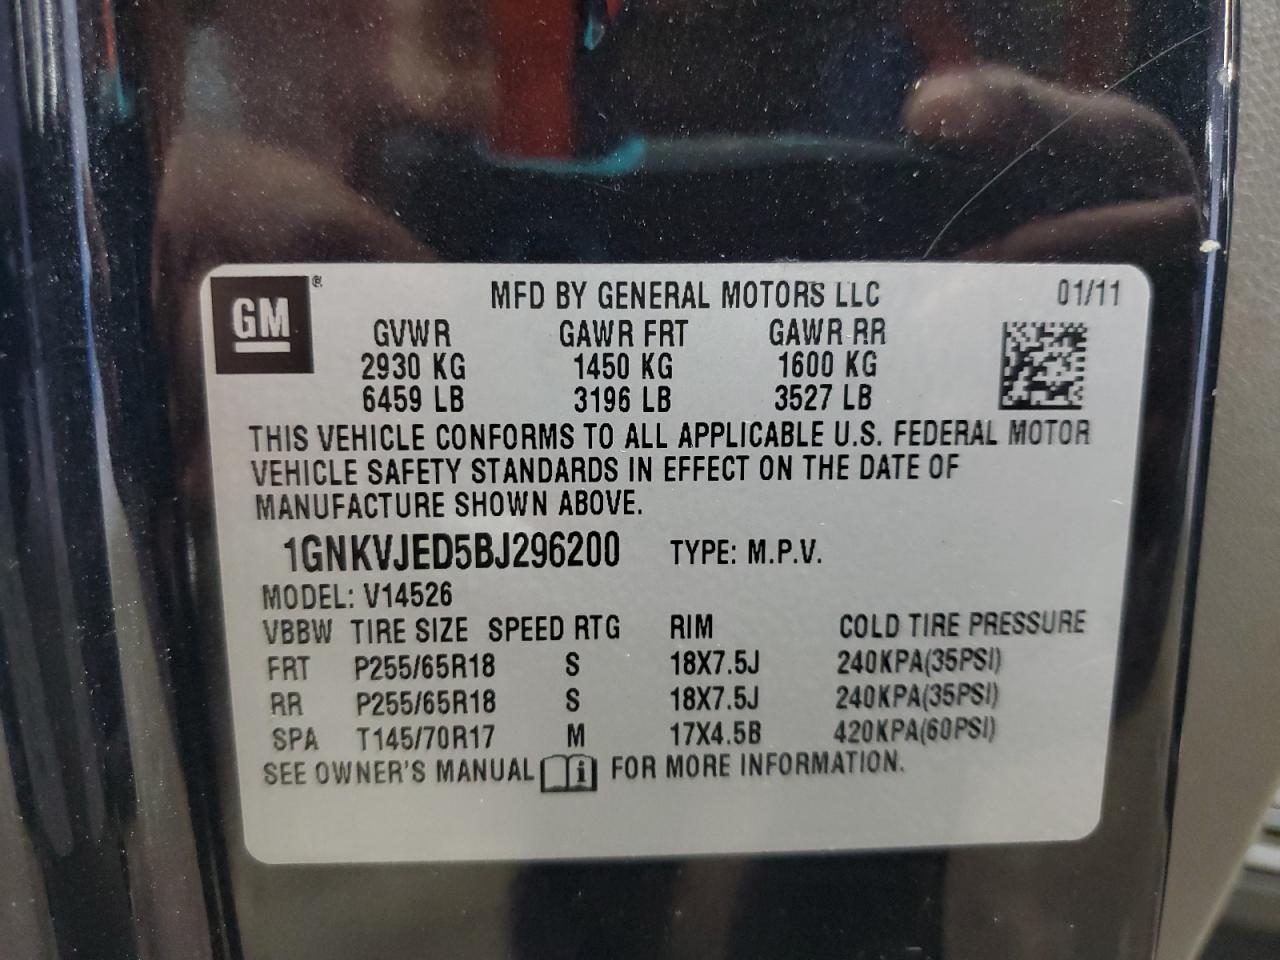 GM ® MFD BY GENERAL MOTORS LLC 01/11
GVWR GAWR FRT GAWR RR
2930 KG 1450 KG 1600 KG
6459 LB 3196 LB 3527 LB
THIS VEHICLE CONFORMS TO ALL APPLICABLE U.S. FEDERAL MOTOR
VEHICLE SAFETY STANDARDS IN EFFECT ON THE DATE OF
MANUFACTURE SHOWN ABOVE.
1GNKVJED5BJ296200 TYPE: M.P.V.
MODEL: V14526
VBBW TIRE SIZE SPEED RTG RIM COLD TIRE PRESSURE
FRT P255/65R18 S 18X7.5J 240KPA(35PSI)
RR P255/65R18 S 18X7.5J 240KPA(35PSI)
SPA T145/70R17 M 17X4.5B 420KPA(60PSI)
SEE OWNER'S MANUAL i FOR MORE INFORMATION.